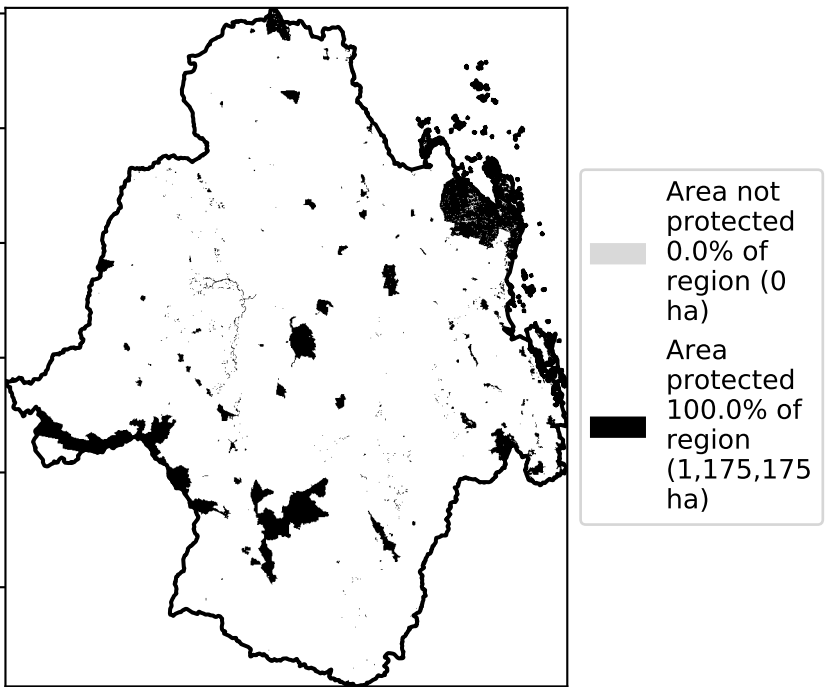 Area not
protected
0.0% of
region (0
ha)
Area
protected
100.0% of
region
(1,175,175
ha)